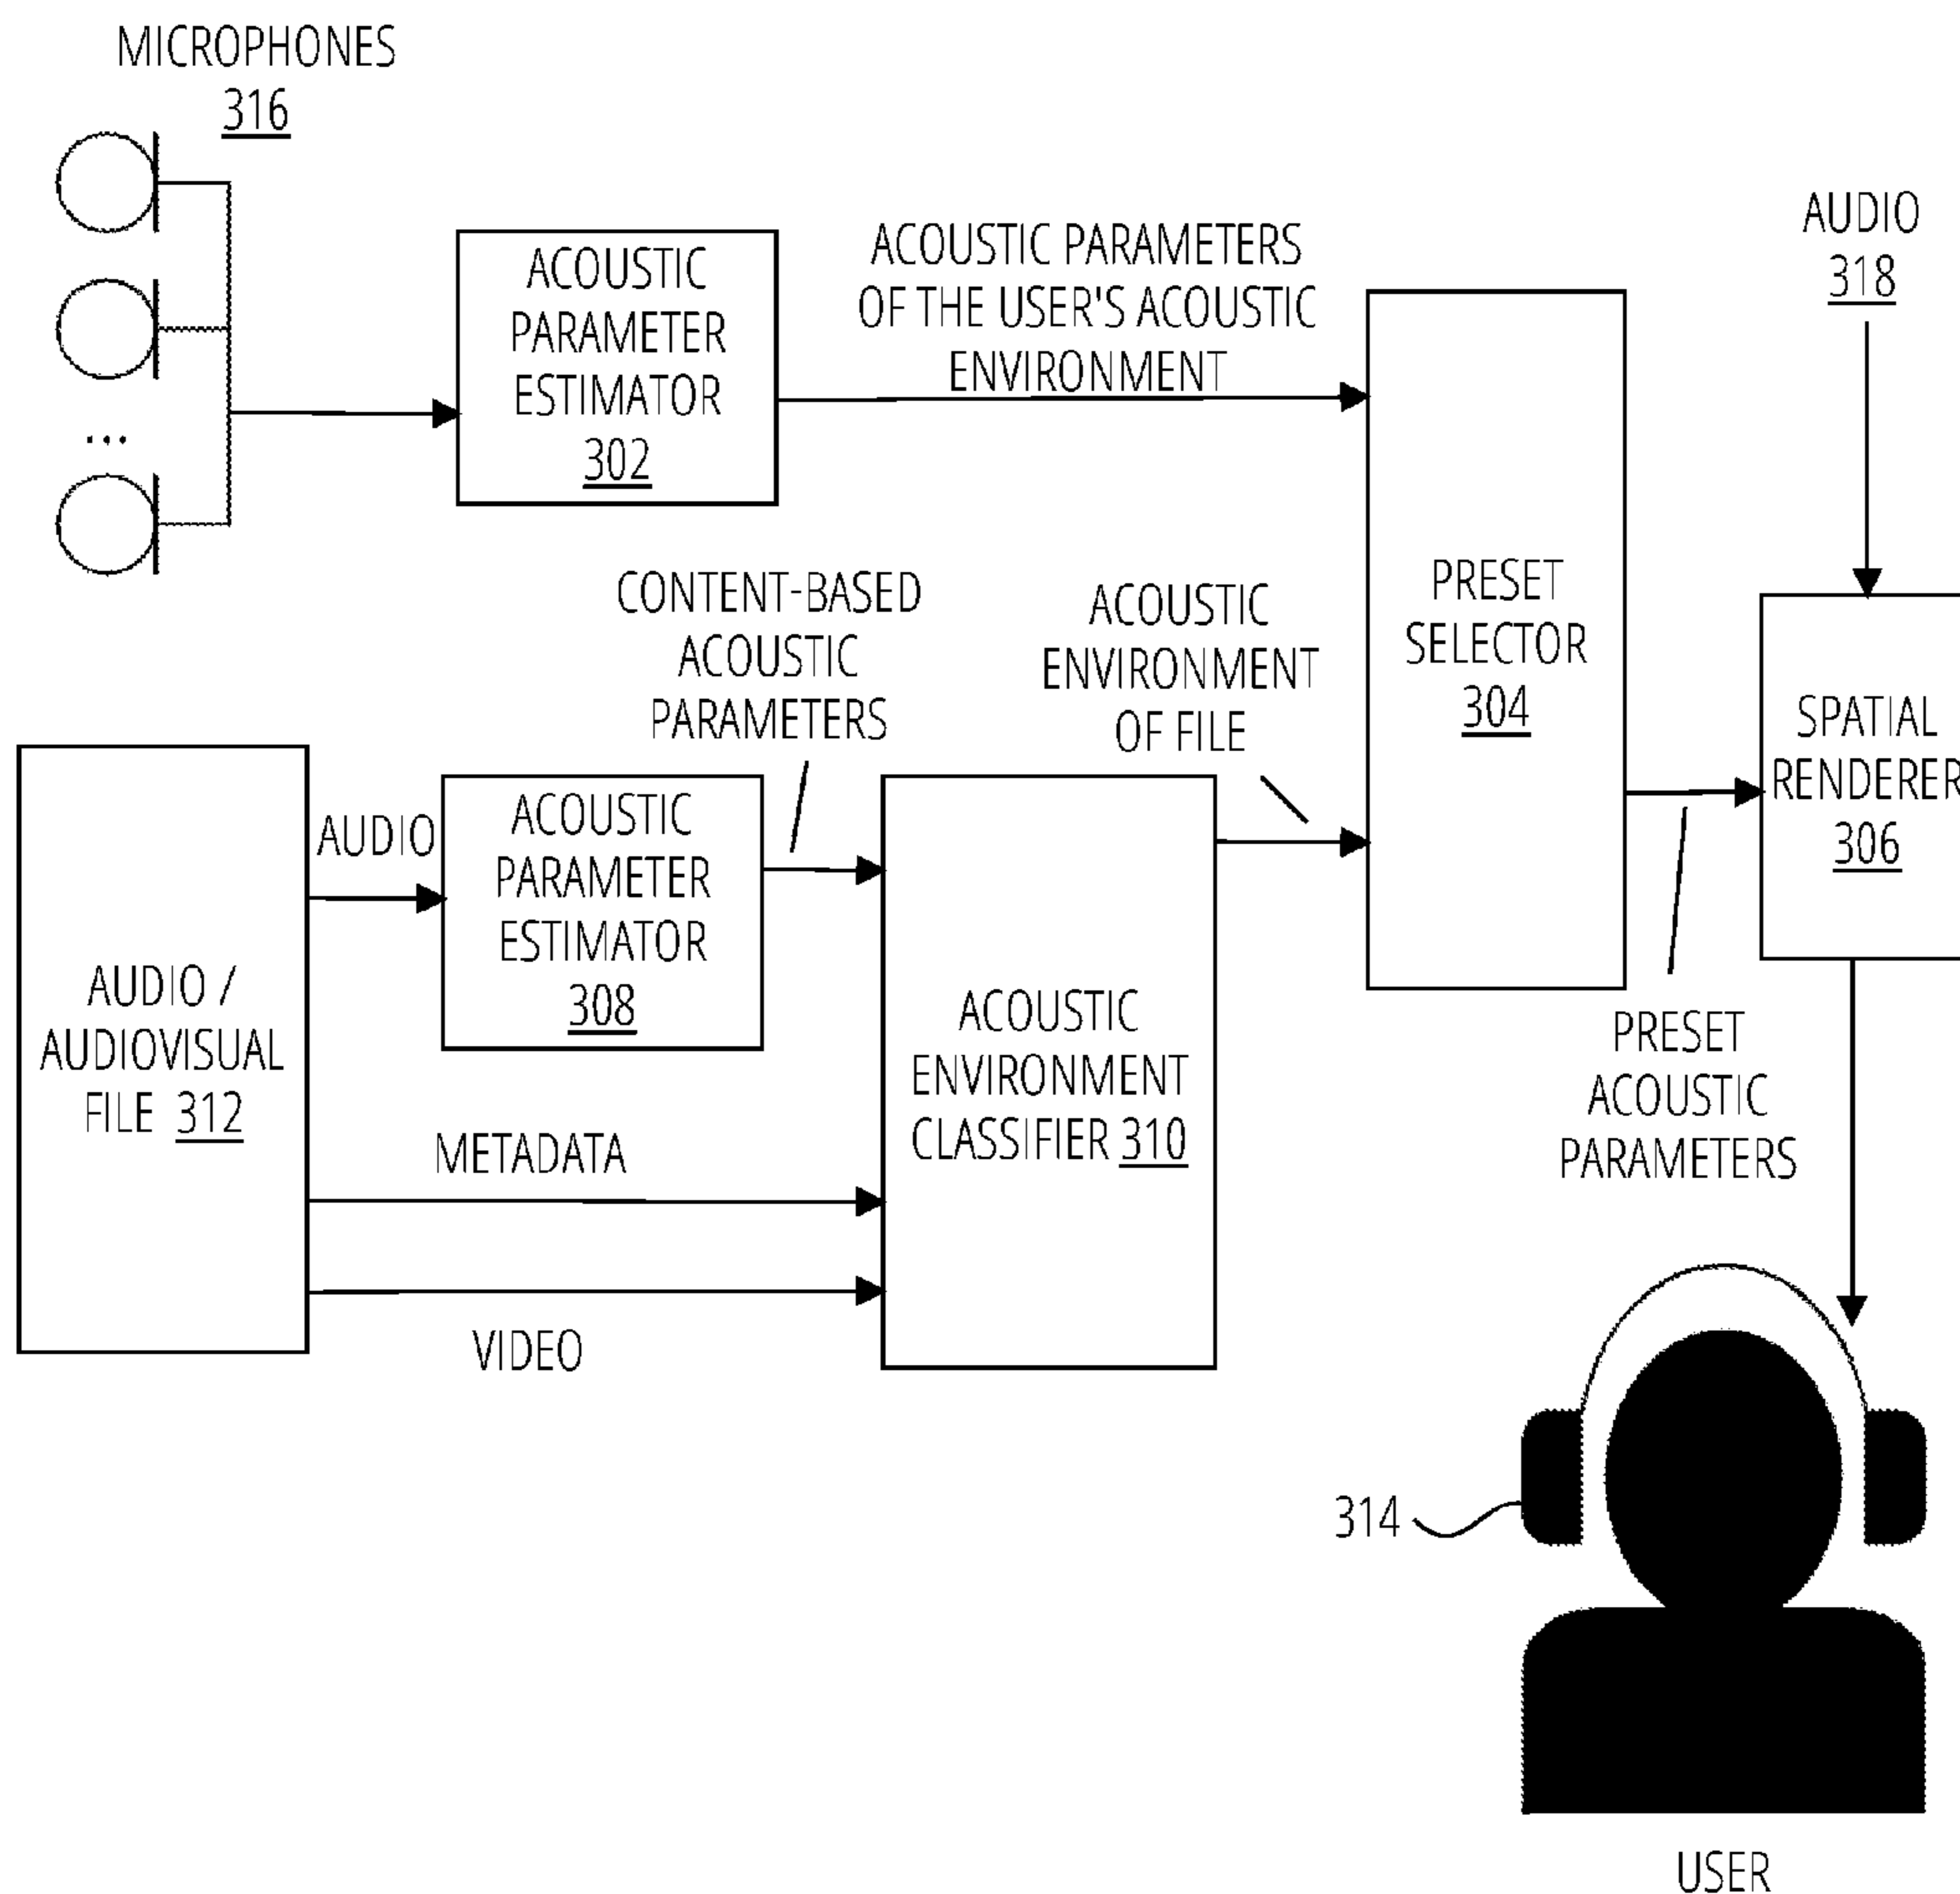 MICROPHONES
316
ACOUSTIC
PARAMETER
ESTIMATOR
302
ACOUSTIC PARAMETERS
OF THE USER'S ACOUSTIC
ENVIRONMENT
AUDIO
318
PRESET
SELECTOR
304
SPATIAL
RENDERER
306
CONTENT-BASED
ACOUSTIC
PARAMETERS
ACOUSTIC
ENVIRONMENT
OF FILE
AUDIO /
AUDIOVISUAL
FILE 312
AUDIO
ACOUSTIC
PARAMETER
ESTIMATOR
308
METADATA
VIDEO
ACOUSTIC
ENVIRONMENT
CLASSIFIER 310
PRESET
ACOUSTIC
PARAMETERS
314
USER
...